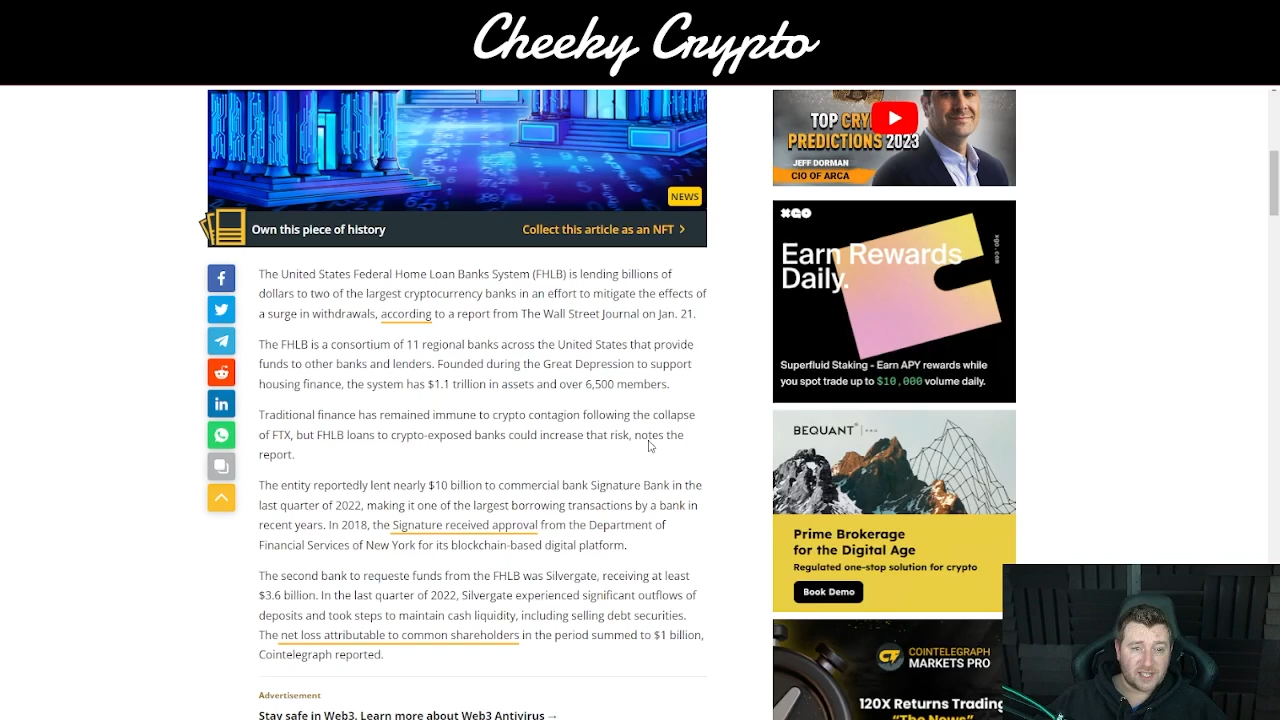 Cheeky Crypto
NEWS
Own this piece of history
Collect this article as an NFT
The United States Federal Home Loan Banks System (FHLB) is lending billions of
dollars to two of the largest cryptocurrency banks in an effort to mitigate the effects of
a surge in withdrawals, according to a report from The Wall Street Journal on Jan. 21.
The FHLB is a consortium of 11 regional banks across the United States that provide
funds to other banks and lenders. Founded during the Great Depression to support
housing finance, the system has $1.1 trillion in assets and over 6,500 members.
Traditional finance has remained immune to crypto contagion following the collapse
of FTX, but FHLB loans to crypto-exposed banks could increase that risk, notes the
report.
The entity reportedly lent nearly $10 billion to commercial bank Signature Bank in the
last quarter of 2022, making it one of the largest borrowing transactions by a bank in
recent years. In 2018, the Signature received approval from the Department of
Financial Services of New York for its blockchain-based digital platform.
The second bank to requeste funds from the FHLB was Silvergate, receiving at least
$3.6 billion. In the last quarter of 2022, Silvergate experienced significant outflows of
deposits and took steps to maintain cash liquidity, including selling debt securities.
The net loss attributable to common shareholders in the period summed to $1 billion,
Cointelegraph reported.
Advertisement
Stay safe in Web3. Learn more about Web3 Antivirus →
TOP CRY
PREDICTIONS 2023
JEFF DORMAN
CIO OF ARCA
XGO
xgo.com
Earn Rewards
Daily.
Superfluid Staking - Earn APY rewards while
you spot trade up to $10,000 volume daily.
BEQUANT
Prime Brokerage
for the Digital Age
Regulated one-stop solution for crypto
Book Demo
COINTELEGRAPH
MARKETS PRO
120X Returns Trading
"The News"